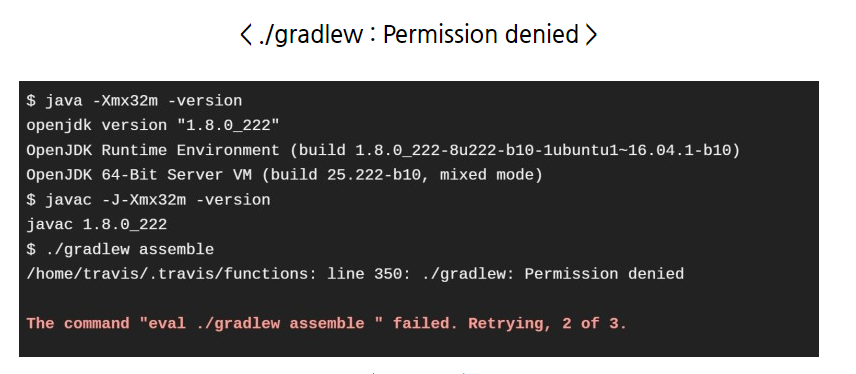 < ./gradlew : Permission denied >
$ java -Xmx32m -version
openjdk version "1.8.0_222"
OpenJDK Runtime Environment (build 1.8.0_222-8u222-b10-1ubuntu1~16.04.1-b10)
OpenJDK 64-Bit Server VM (build 25.222-b10, mixed mode)
$ javac -J-Xmx32m -version
javac 1.8.0_222
$ ./gradlew assemble
/home/travis/.travis/functions: line 350: ./gradlew: Permission denied
The command "eval ./gradlew assemble " failed. Retrying, 2 of 3.